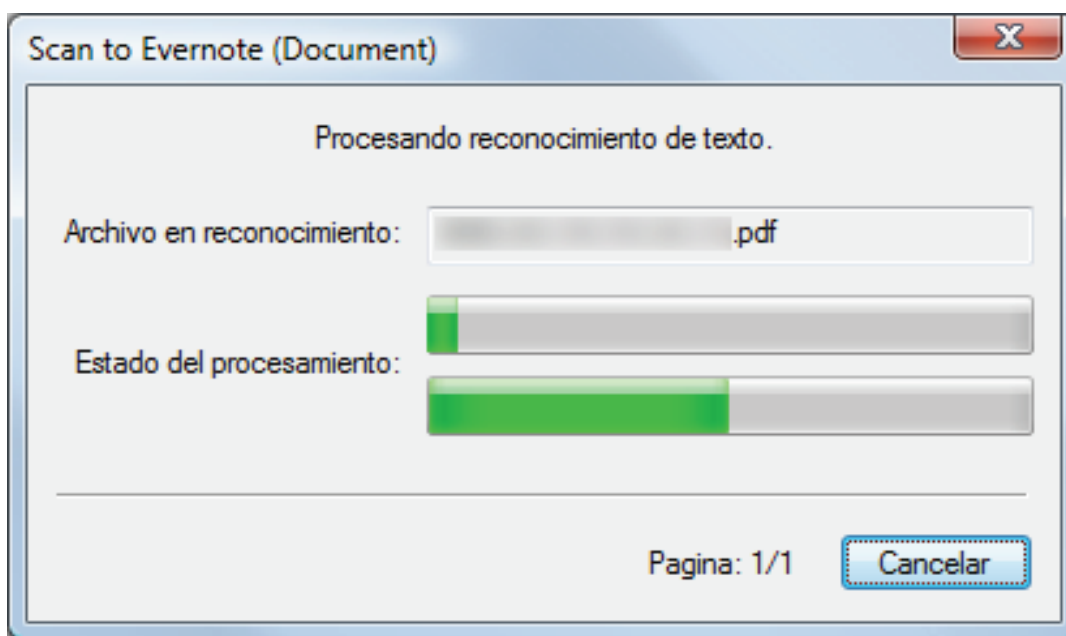 Scan to Evernote (Document)
Procesando reconocimiento de texto.
Archivo en reconocimiento: .pdf
Estado del procesamiento:
Pagina: 1/1 Cancelar